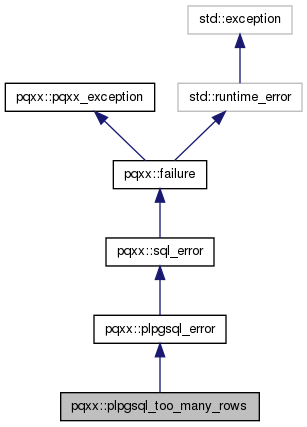 std::exception
pqxx::pqxx_exception
std::runtime_error
pqxx::failure
pqxx::sql_error
pqxx::plpgsql_error
pqxx::plpgsql_too_many_rows